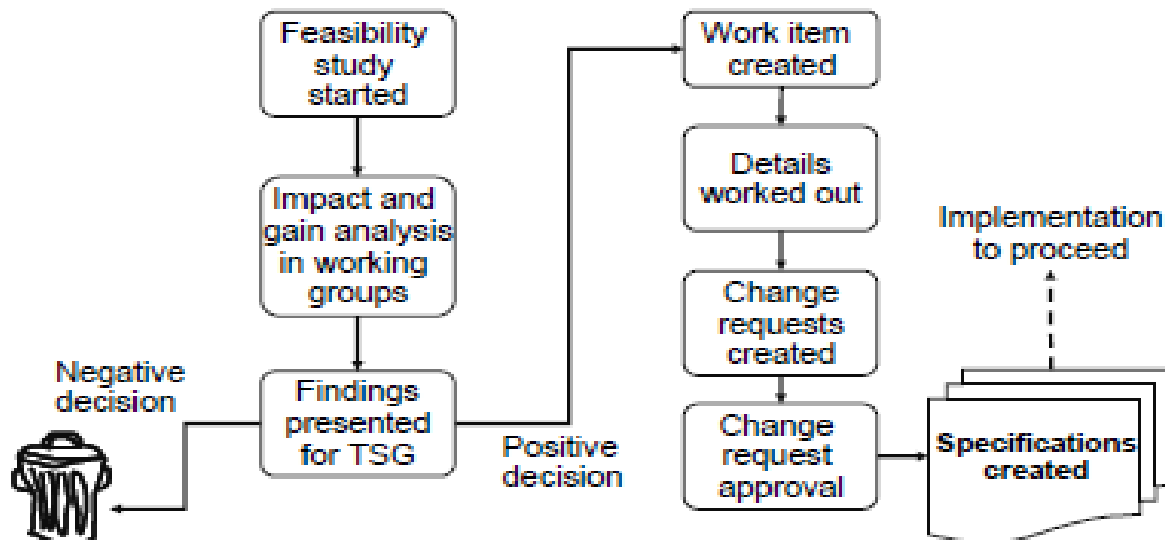 Feasibility
study
started
Impact and
gain analysis
in working
groups
Findings
presented
for TSG
Negative
decision
Positive
decision
Work item
created
Details
worked out
Change
requests
created
Change
request
approval
Specifications
created
Implementation
to proceed